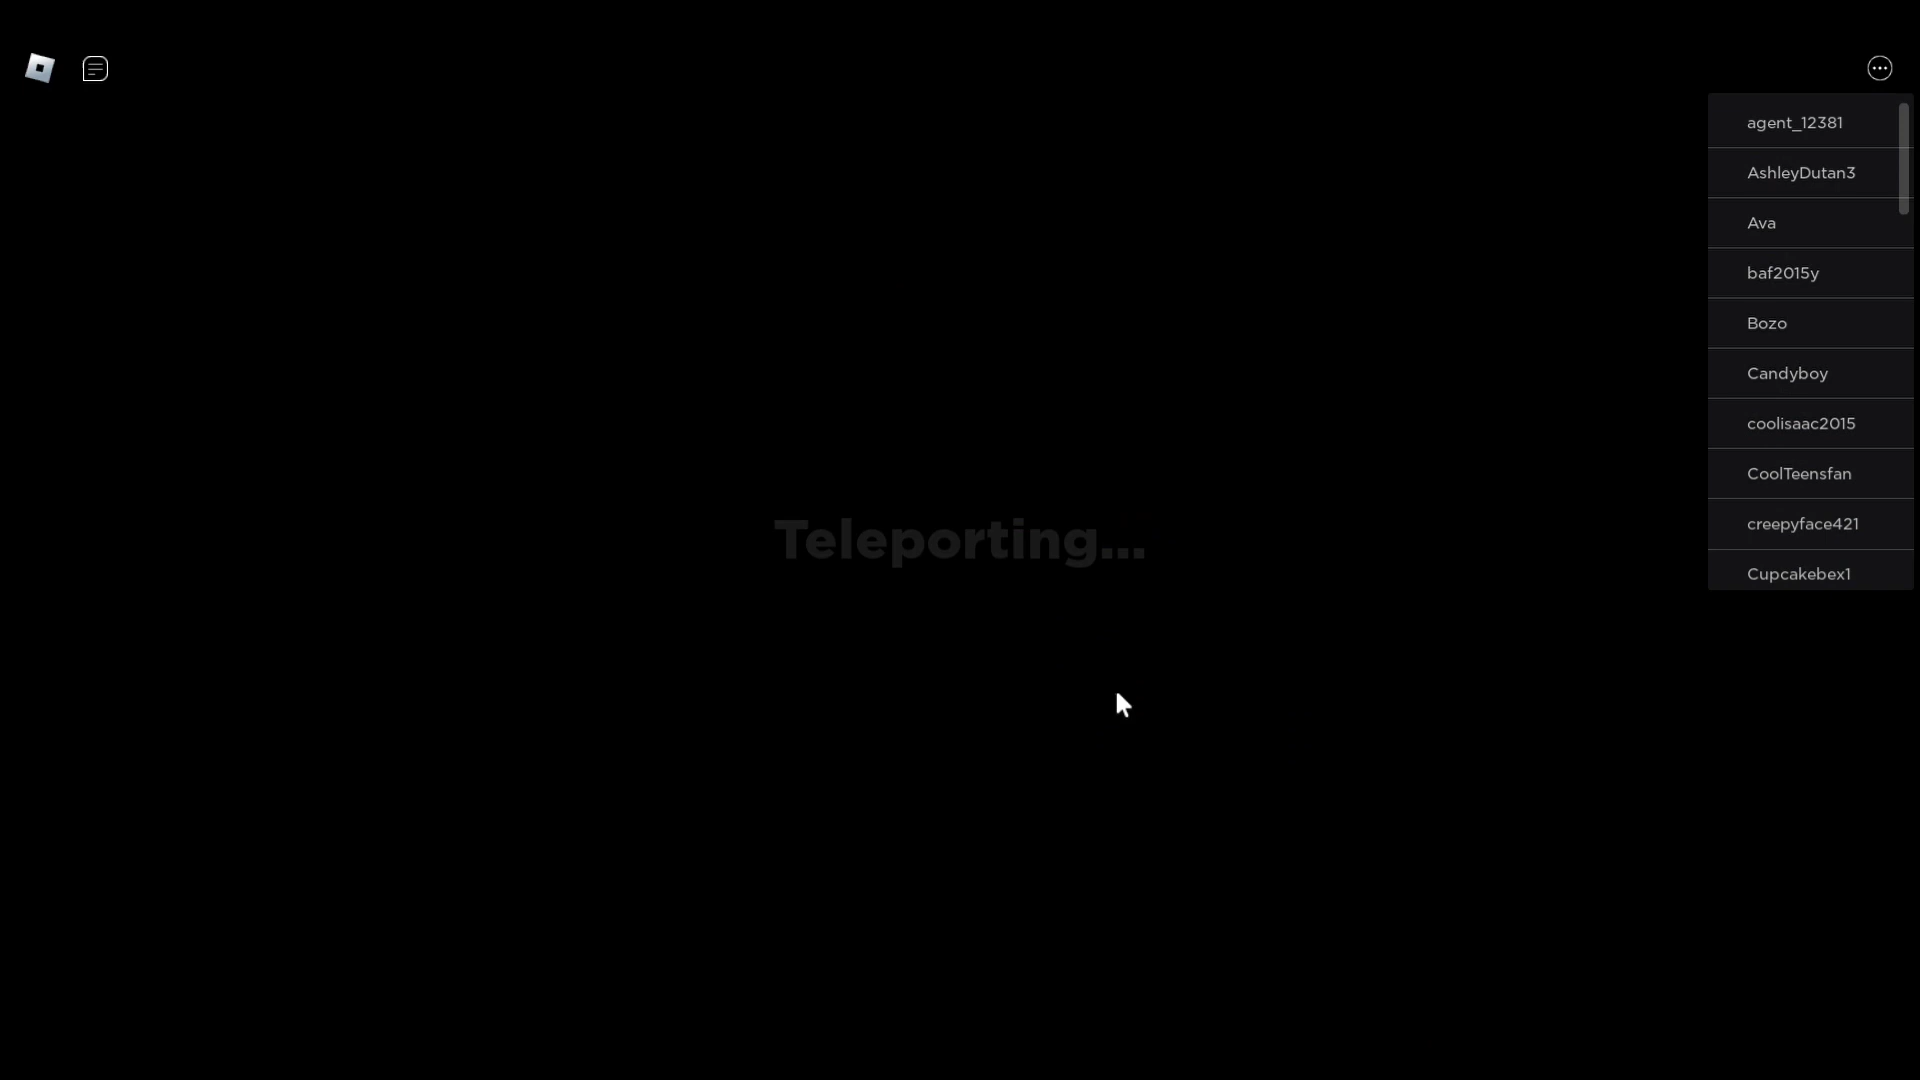 agent_12381
AshleyDutan3
Ava
baf2015y
Bozo
Candyboy
coolisaac2015
CoolTeensfan
creepyface421
Teleporting...
Cupcakebex1